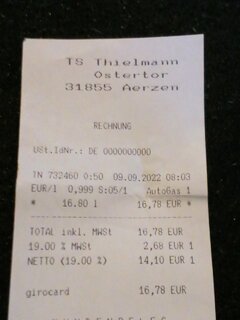 TS Thielmann
Ostertor
31855 Aerzen
RECHNUNG
USt.IdNr.: DE 0000000000
TN 732460 0:50 09.09.2022 08:03
EUR/l 0,999 S:05/1 AutoGas 1
* 16.80 l * 16,78 EUR *
TOTAL inkl. MWSt 16,78 EUR
19.00 % MWSt 2,68 EUR 1
NETTO (19.00 %) 14,10 EUR 1
girocard 16,78 EUR